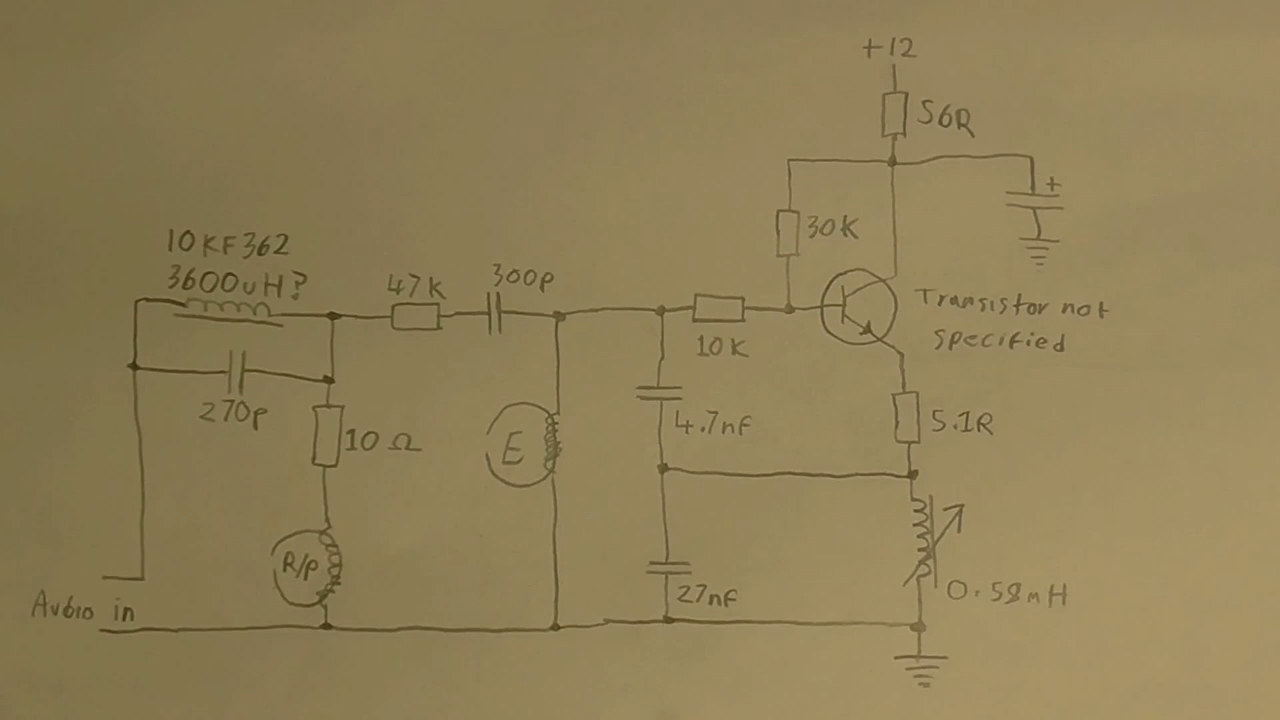 +12
56R
+
10KF362
3600uH?
47K
300p
30K
Transistor not
specified
10K
270p
10 Ω
E
4.7nF
5.1R
R/P
Audio in
27nF
0.58mH